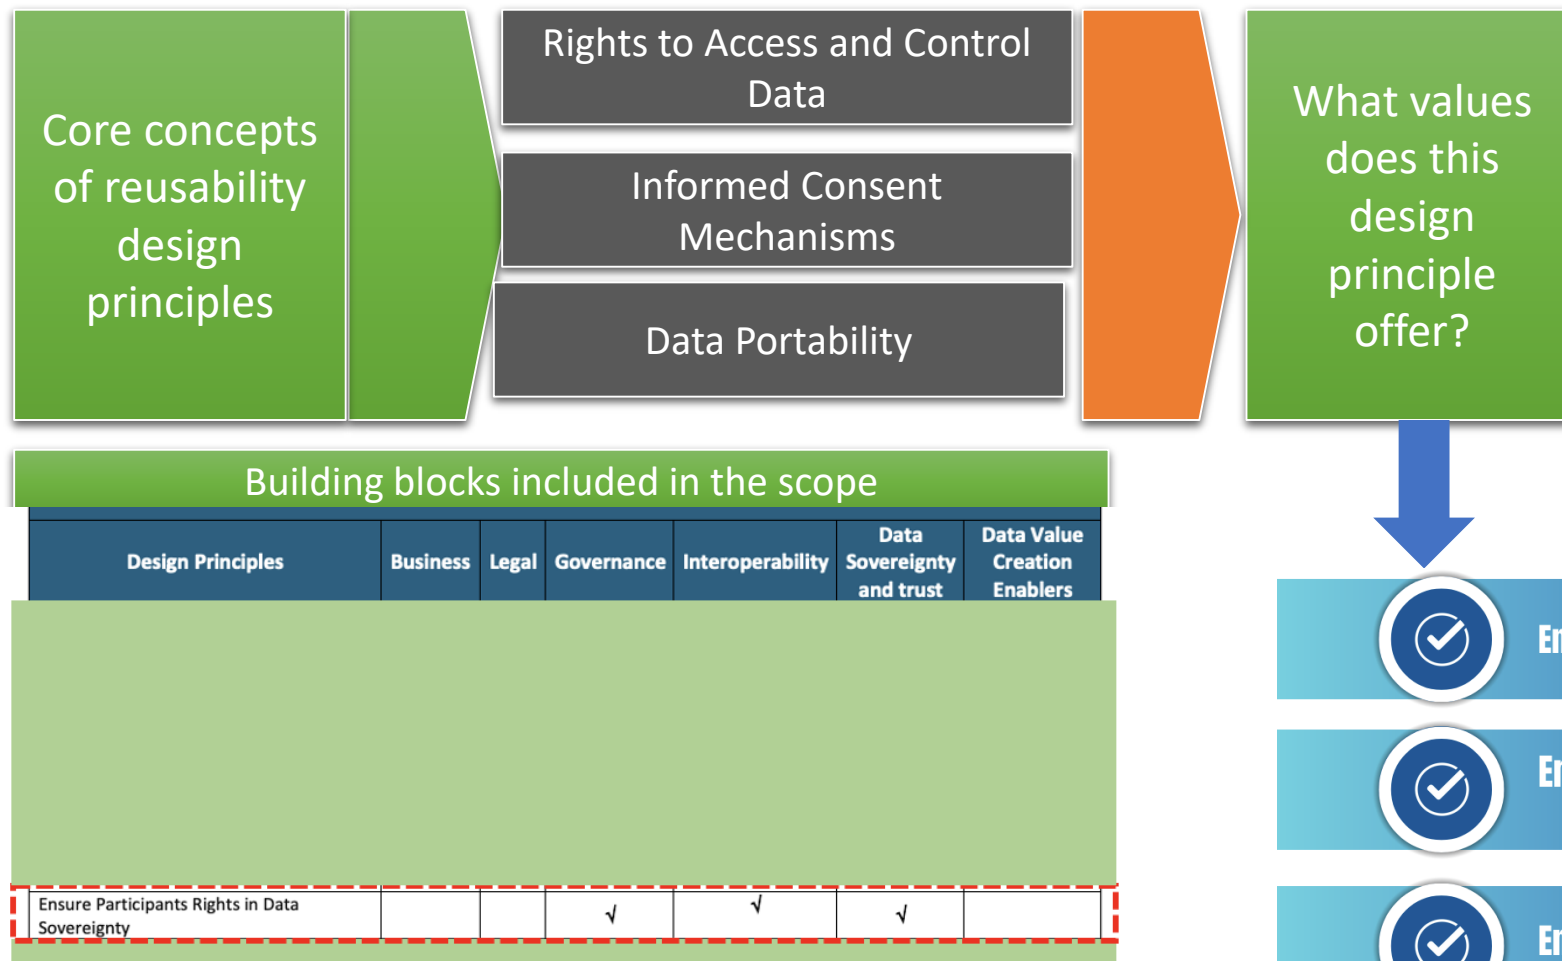 Core concepts
of reusability
design
principles
Rights to Access and Control
Data
Informed Consent
Mechanisms
Data Portability
What values
does this
design
principle
offer?
Building blocks included in the scope
Design Principles
Business
Legal
Governance
Interoperability
Data
Sovereignty
and trust
Data Value
Creation
Enablers
Ensure Participants Rights in Data
Sovereignty
√
√
√